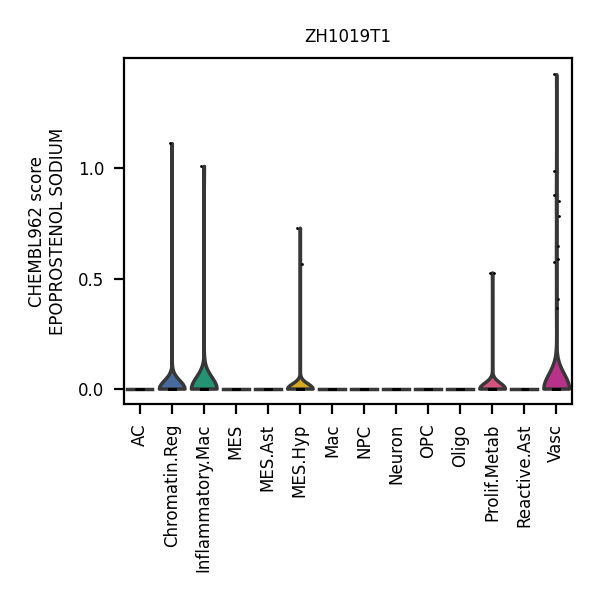 ZH1019T1
CHEMBL962 score
EPOPROSTENOL SODIUM
1.0
0.5
0.0
AC
Chromatin.Reg
Inflammatory.Mac
MES
MES.Ast
MES.Hyp
Mac
NPC
Neuron
OPC
Oligo
Prolif.Metab
Reactive.Ast
Vasc